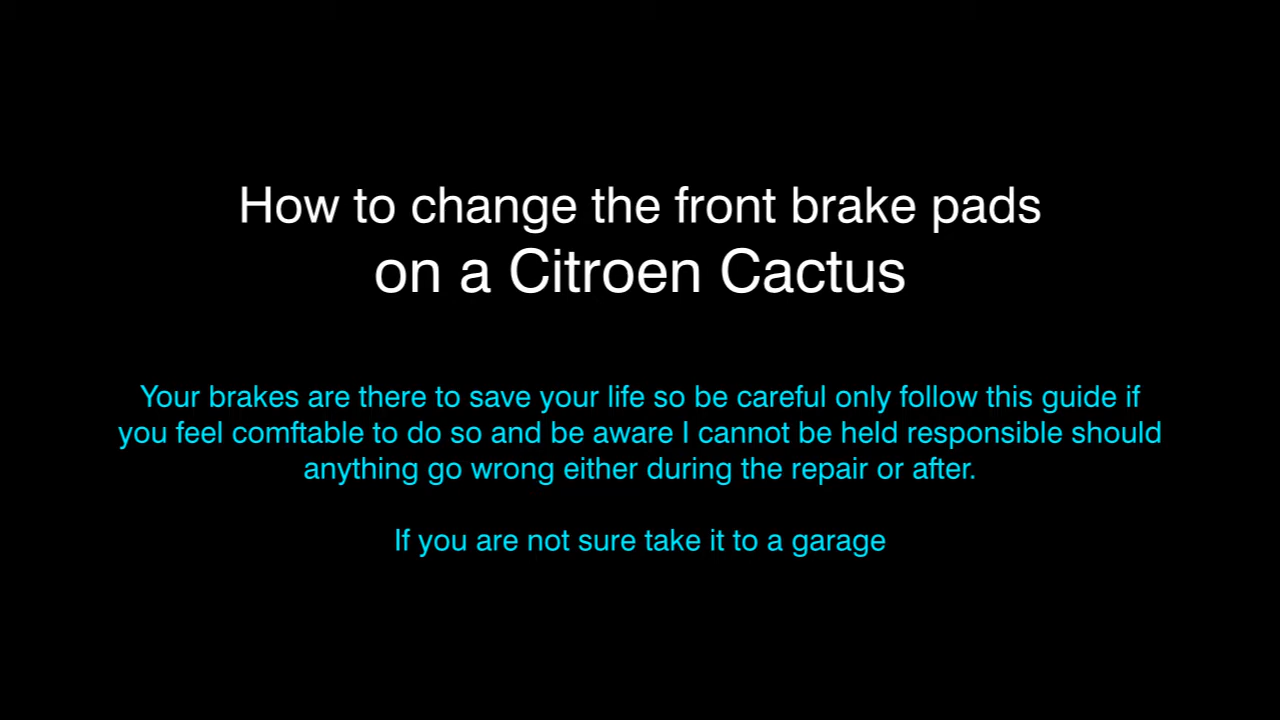 How to change the front brake pads
on a Citroen Cactus
Your brakes are there to save your life so be careful only follow this guide if
you feel comftable to do so and be aware I cannot be held responsible should
anything go wrong either during the repair or after.
If you are not sure take it to a garage